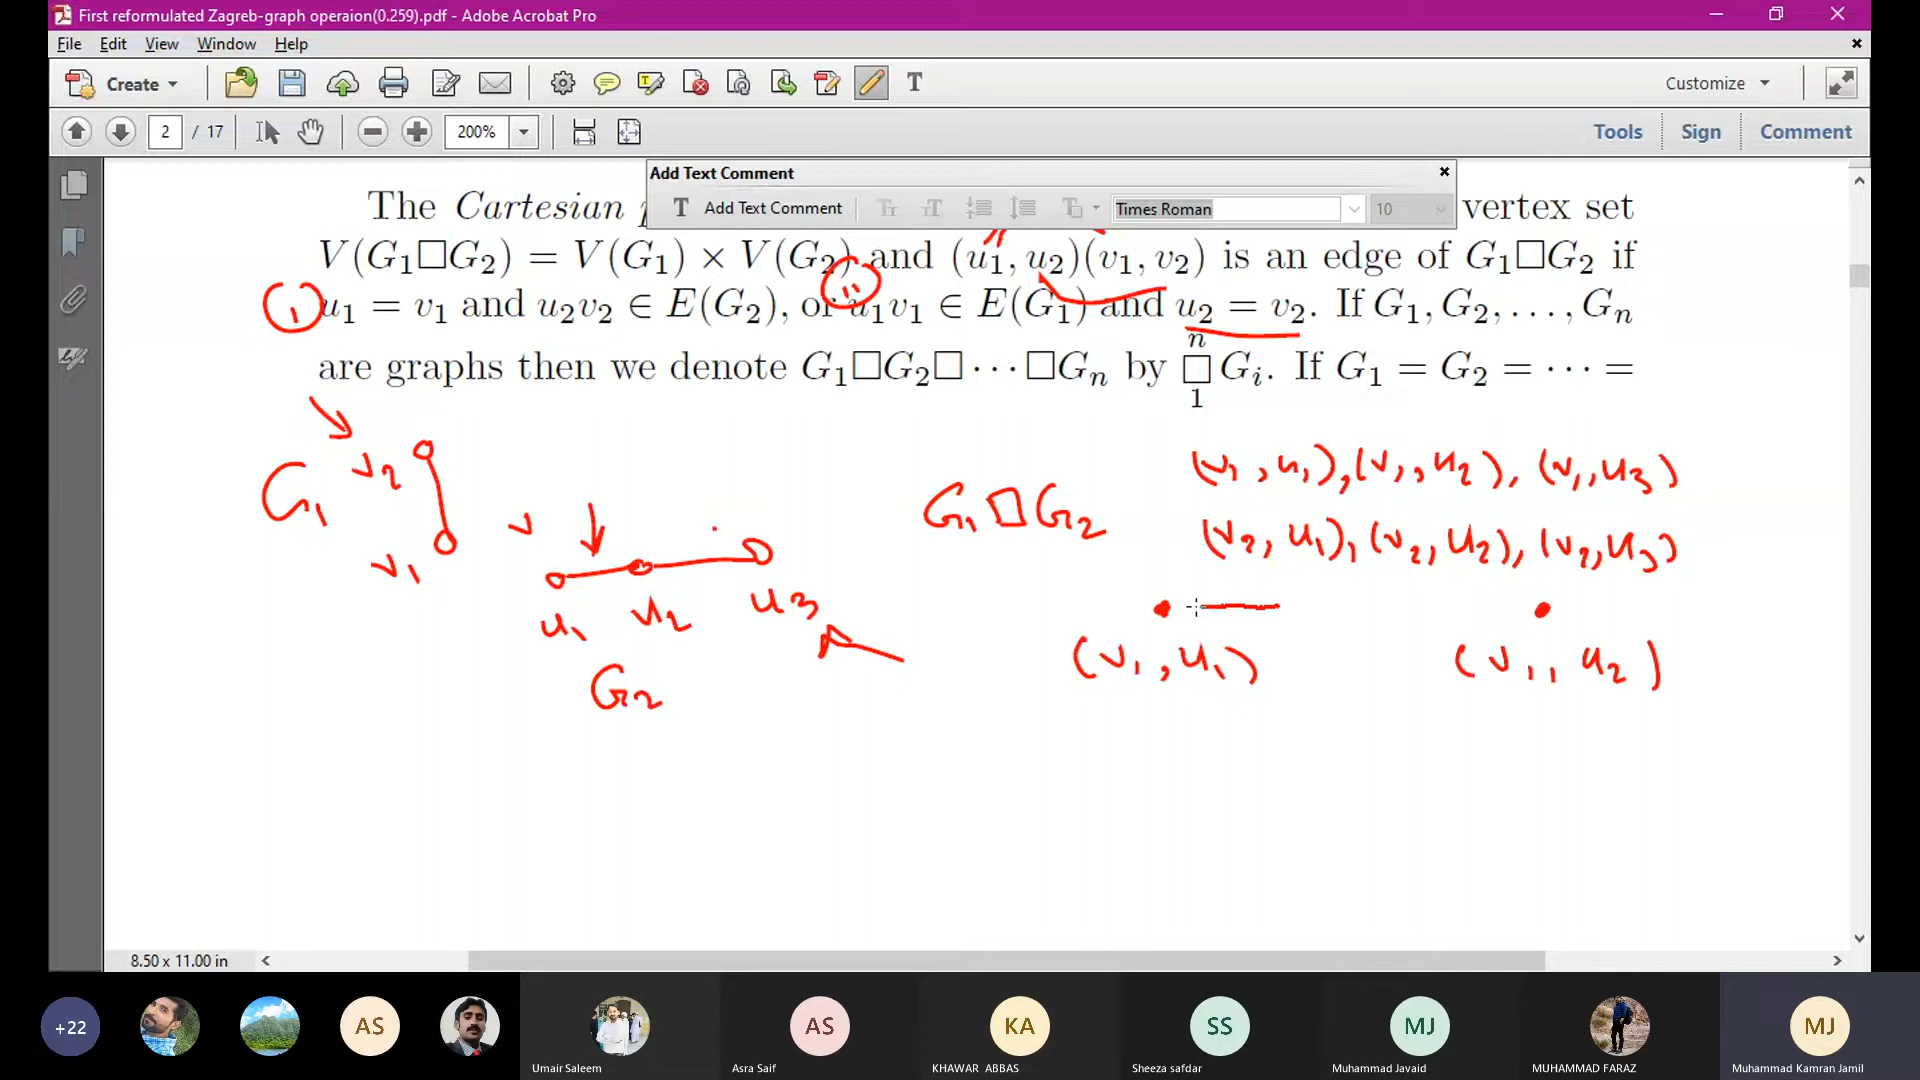 First reformulated Zagreb-graph operaion(0.259).pdf - Adobe Acrobat Pro
File Edit View Window Help
Create Customize
2 / 17 200% Tools Sign Comment
Add Text Comment
T Add Text Comment Times Roman 10
The Cartesian vertex set
V(G₁□G₂) = V(G₁) × V(G₂) and (u₁, u₂)(v₁, v₂) is an edge of G₁□G₂ if
u₁ = v₁ and u₂v₂ ∈ E(G₂), or u₁v₁ ∈ E(G₁) and u₂ = v₂. If G₁, G₂, . . . , Gₙ
are graphs then we denote G₁□G₂□ · · · □Gₙ by n □ 1 Gᵢ. If G₁ = G₂ = · · · =
G₁ v₂
v₁ v
u₁ u₂ u₃
G₂
G₁□G₂
(v₁, u₁), (v₁, u₂), (v₁, u₃)
(v₂, u₁), (v₂, u₂), (v₂, u₃)
(v₁, u₁) (v₁, u₂)
8.50 x 11.00 in
+22 AS AS KA SS MJ MJ
Umair Saleem Asra Saif KHAWAR ABBAS Sheeza safdar Muhammad Javaid MUHAMMAD FARAZ Muhammad Kamran Jamil